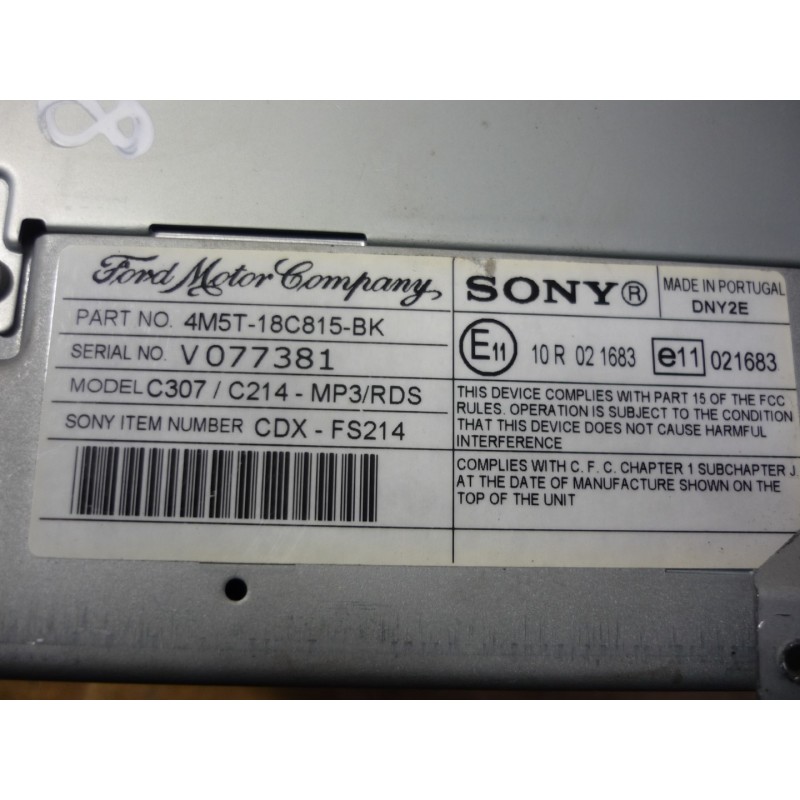 8
Ford Motor Company
PART NO. 4M5T-18C815-BK
SERIAL NO. V077381
MODEL C307 / C214 - MP3/RDS
SONY ITEM NUMBER CDX - FS214
SONY®
MADE IN PORTUGAL
DNY2E
E11 10 R 02 1683 e11 021683
THIS DEVICE COMPLIES WITH PART 15 OF THE FCC
RULES. OPERATION IS SUBJECT TO THE CONDITION
THAT THIS DEVICE DOES NOT CAUSE HARMFUL
INTERFERENCE
COMPLIES WITH C. F. C. CHAPTER 1 SUBCHAPTER J
AT THE DATE OF MANUFACTURE SHOWN ON THE
TOP OF THE UNIT